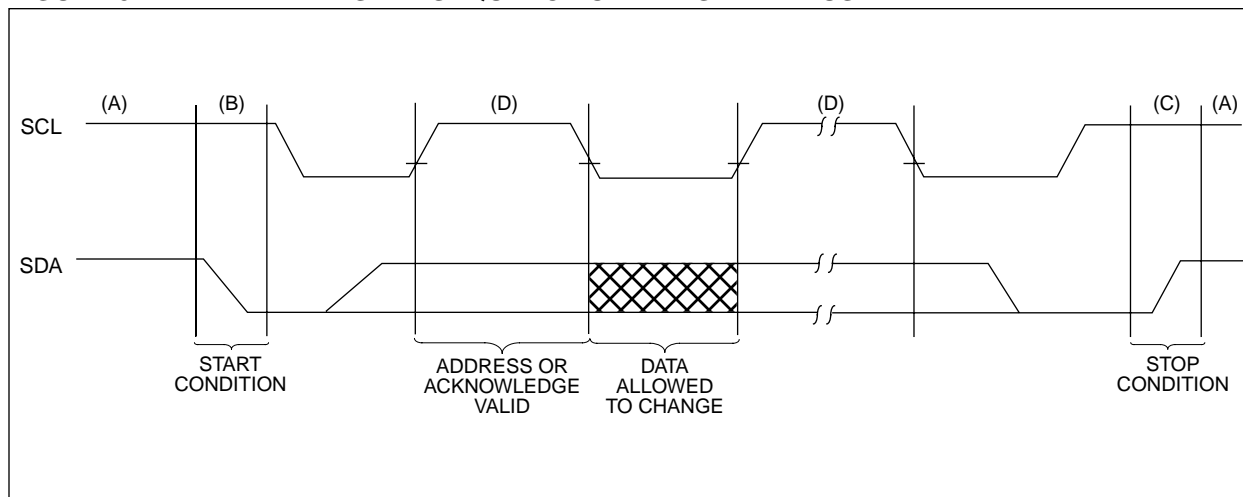 (A) (B) (D) (D) (C) (A)
SCL
SDA
START
CONDITION
ADDRESS OR
ACKNOWLEDGE
VALID
DATA
ALLOWED
TO CHANGE
STOP
CONDITION